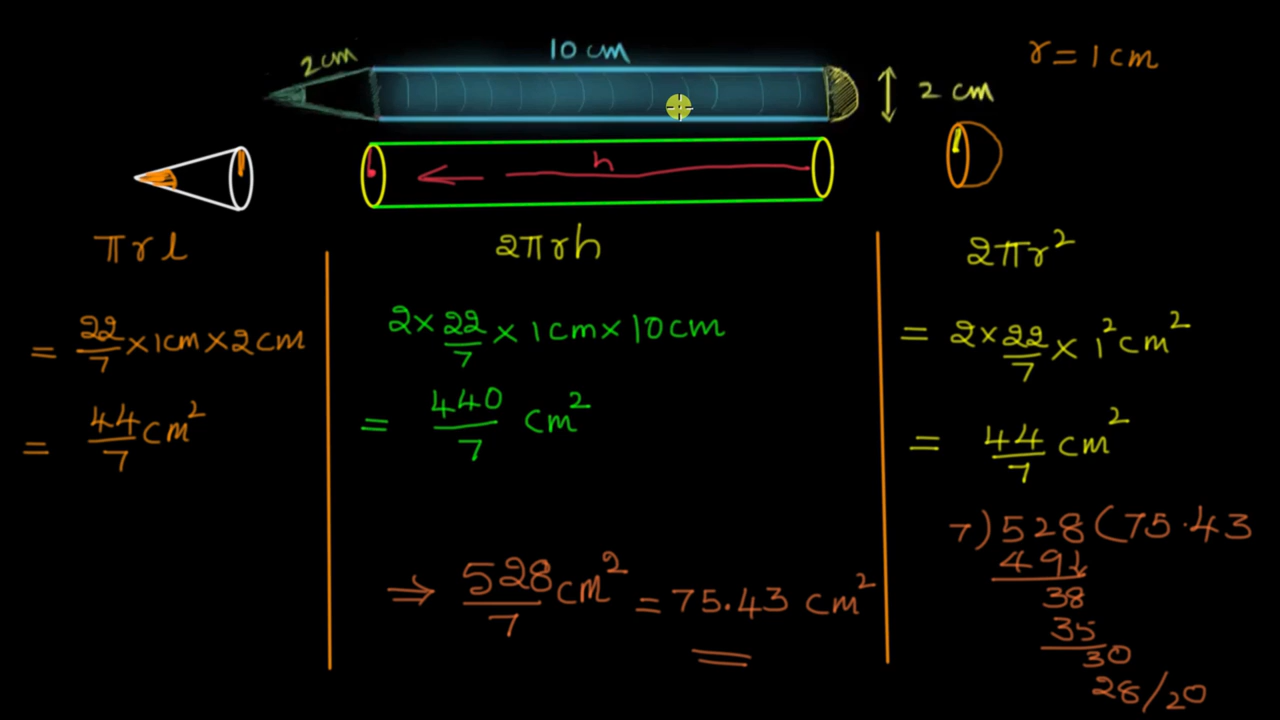 2cm
10 cm
r = 1 cm
2 cm
h
πrl
= 22/7 × 1cm × 2cm
= 44/7 cm²
2πrh
2 × 22/7 × 1cm × 10cm
= 440/7 cm²
⇒ 528/7 cm² = 75.43 cm²
2πr²
= 2 × 22/7 × 1² cm²
= 44/7 cm²
7)528(75.43
49↓
38
35
30
28/20